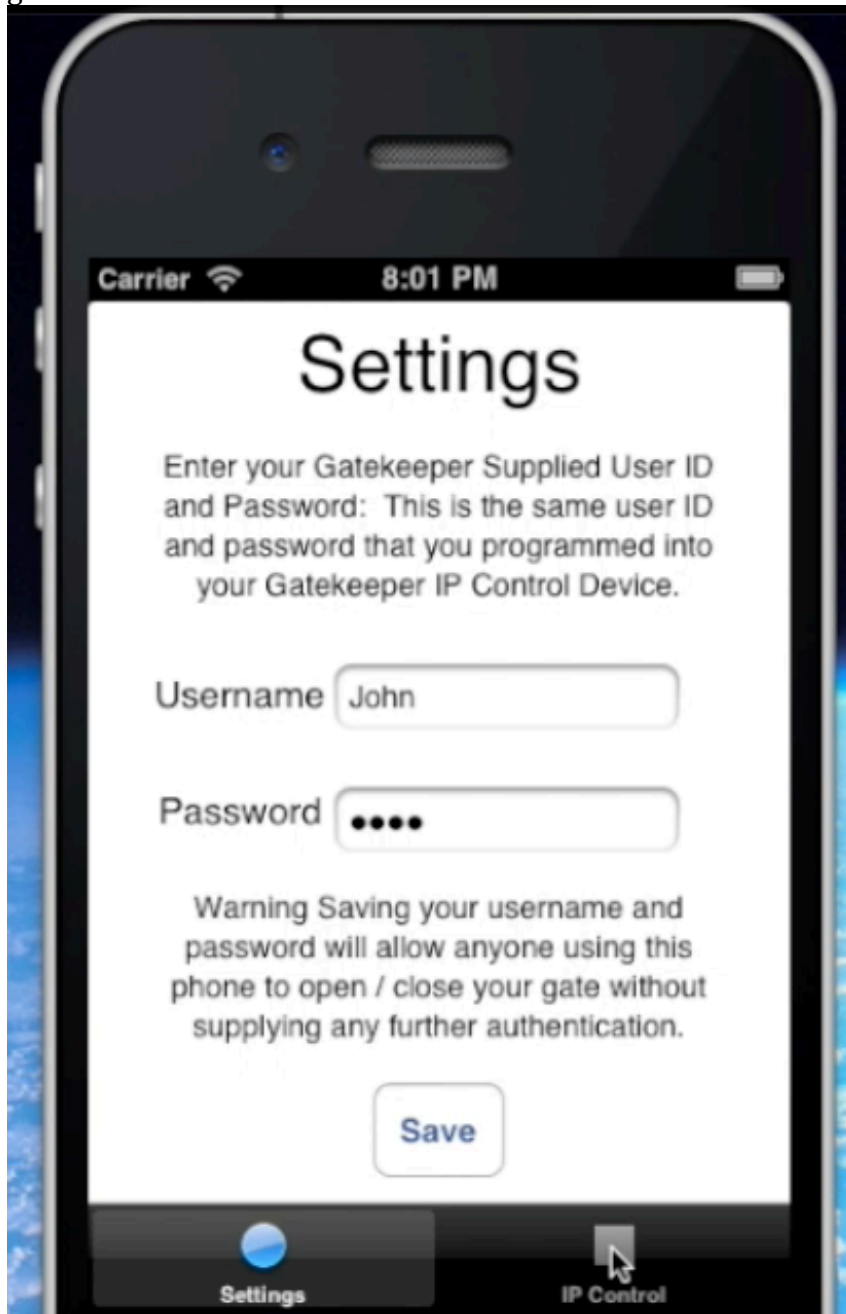 Carrier 8:01 PM
Settings
Enter your Gatekeeper Supplied User ID
and Password: This is the same user ID
and password that you programmed into
your Gatekeeper IP Control Device.
Username John
Password ••••
Warning Saving your username and
password will allow anyone using this
phone to open / close your gate without
supplying any further authentication.
Save
Settings IP Control